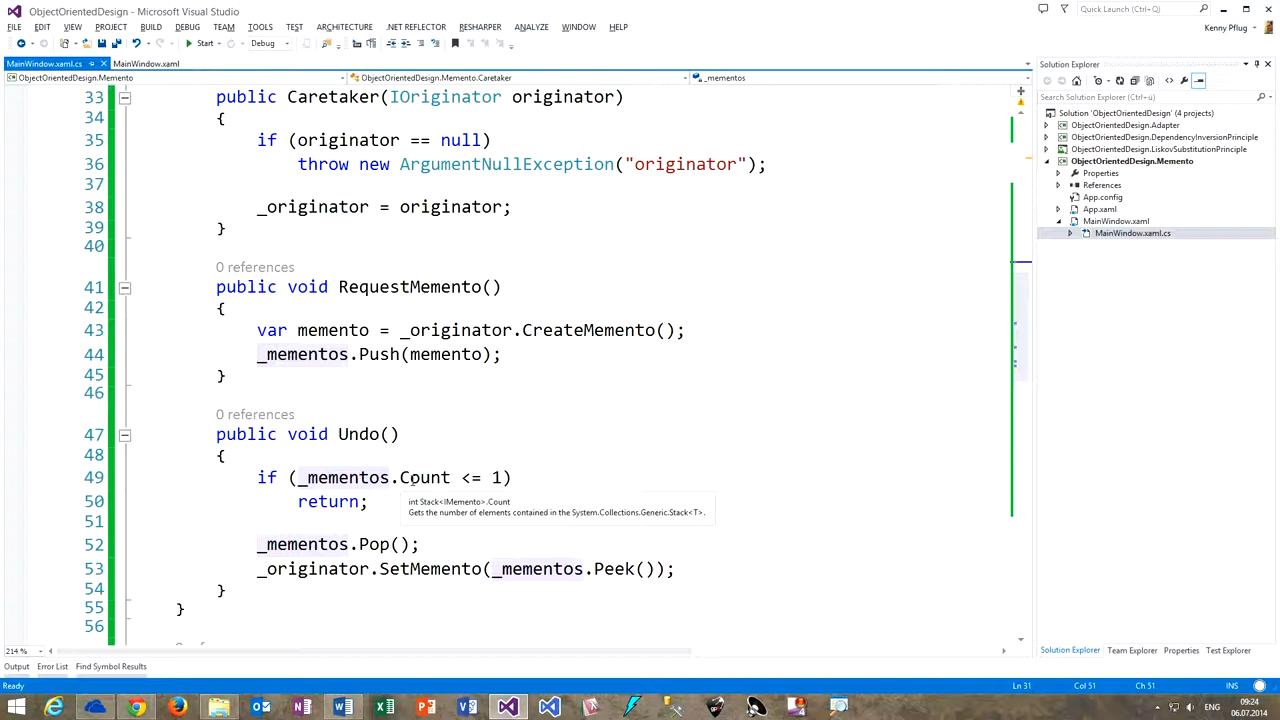 ObjectOrientedDesign - Microsoft Visual Studio
Quick Launch (Ctrl+Q)
FILE EDIT VIEW PROJECT BUILD DEBUG TEAM TOOLS TEST ARCHITECTURE .NET REFLECTOR RESHARPER ANALYZE WINDOW HELP
Kenny Pflug
Start Debug
MainWindow.xaml.cs MainWindow.xaml
ObjectOrientedDesign.Memento ObjectOrientedDesign.Memento.Caretaker _mementos
33 public Caretaker(IOriginator originator)
34 {
35 if (originator == null)
36 throw new ArgumentNullException("originator");
37
38 _originator = originator;
39 }
40
0 references
41 public void RequestMemento()
42 {
43 var memento = _originator.CreateMemento();
44 _mementos.Push(memento);
45 }
46
0 references
47 public void Undo()
48 {
49 if (_mementos.Count <= 1)
50 return;
int Stack<IMemento>.Count
Gets the number of elements contained in the System.Collections.Generic.Stack<T>.
51
52 _mementos.Pop();
53 _originator.SetMemento(_mementos.Peek());
54 }
55 }
56
214 %
Output Error List Find Symbol Results
Ready
Ln 31 Col 51 Ch 51 INS
Solution Explorer
Search Solution Explorer (Ctrl+ü)
Solution 'ObjectOrientedDesign' (4 projects)
ObjectOrientedDesign.Adapter
ObjectOrientedDesign.DependencyInversionPrinciple
ObjectOrientedDesign.LiskovSubstitutionPrinciple
ObjectOrientedDesign.Memento
Properties
References
App.config
App.xaml
MainWindow.xaml
MainWindow.xaml.cs
Solution Explorer Team Explorer Properties Test Explorer
09:24
06.07.2014